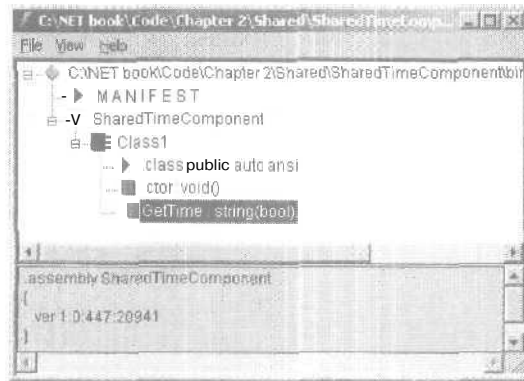 C:\NET book\Code\Chapter 2\Shared\SharedTimeComp...
File View Help
C:\NET book\Code\Chapter 2\Shared\SharedTimeComponent\bin
MANIFEST
SharedTimeComponent
Class1
.class public auto ansi
.ctor void()
GetTime string(bool)
.assembly SharedTimeComponent
{
ver 1:0:447:20941
}